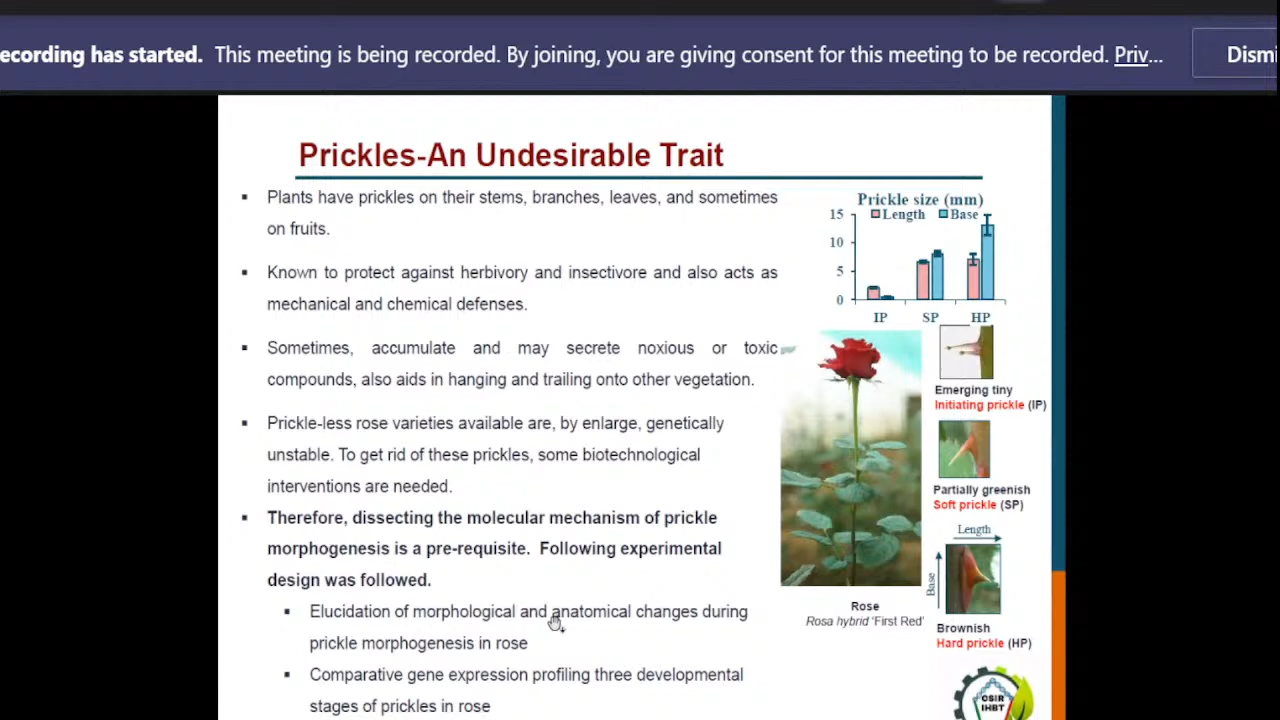 ecording has started. This meeting is being recorded. By joining, you are giving consent for this meeting to be recorded. Priv... Dismi
Prickles-An Undesirable Trait
▪ Plants have prickles on their stems, branches, leaves, and sometimes
on fruits.
▪ Known to protect against herbivory and insectivore and also acts as
mechanical and chemical defenses.
▪ Sometimes, accumulate and may secrete noxious or toxic
compounds, also aids in hanging and trailing onto other vegetation.
▪ Prickle-less rose varieties available are, by enlarge, genetically
unstable. To get rid of these prickles, some biotechnological
interventions are needed.
▪ Therefore, dissecting the molecular mechanism of prickle
morphogenesis is a pre-requisite. Following experimental
design was followed.
▪ Elucidation of morphological and anatomical changes during
prickle morphogenesis in rose
▪ Comparative gene expression profiling three developmental
stages of prickles in rose
Prickle size (mm)
Length Base
15
10
5
0
IP SP HP
Emerging tiny
Initiating prickle (IP)
Partially greenish
Soft prickle (SP)
Length
Base
Brownish
Hard prickle (HP)
Rose
Rosa hybrid 'First Red'
CSIR
IHBT